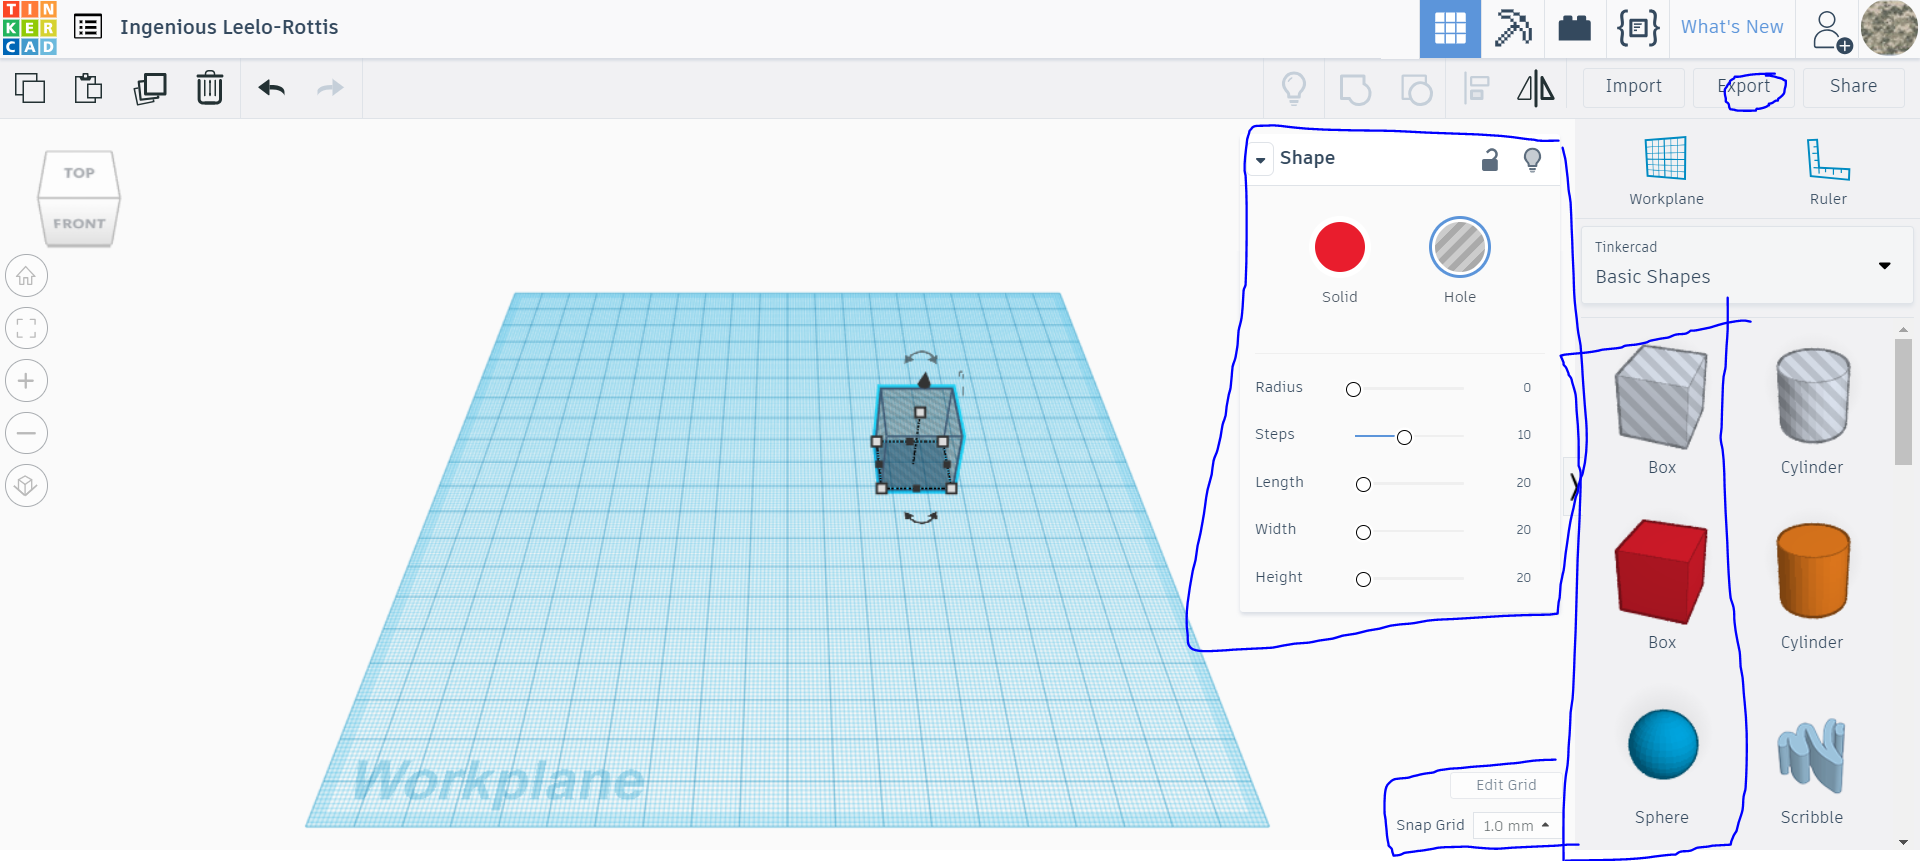 TIN
KER
CAD
Ingenious Leelo-Rottis
What's New
Import
Export
Share
TOP
FRONT
Shape
Solid
Hole
Radius 0
Steps 10
Length 20
Width 20
Height 20
Workplane
Ruler
Tinkercad
Basic Shapes
Box
Cylinder
Box
Cylinder
Sphere
Scribble
Workplane
Edit Grid
Snap Grid 1.0 mm